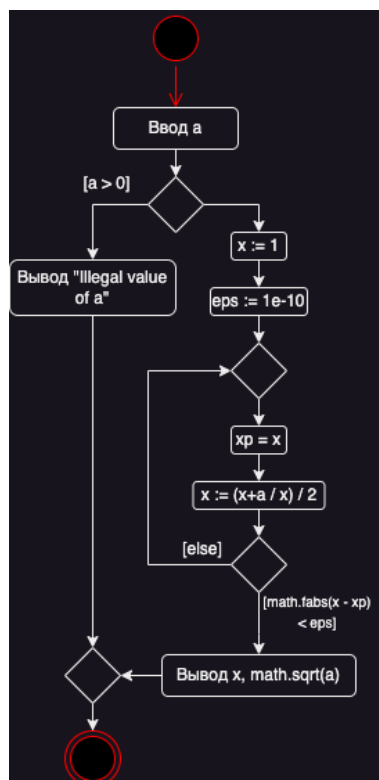 Ввод a
[a > 0]
x := 1
Вывод "Illegal value
of a"
eps := 1e-10
xp = x
x := (x+a / x) / 2
[else]
[math.fabs(x - xp)
< eps]
Вывод x, math.sqrt(a)